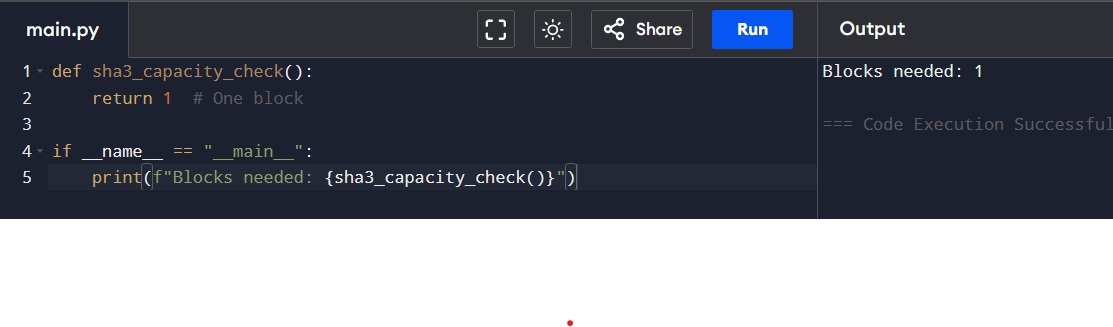 main.py Share Run Output
1 def sha3_capacity_check():
2     return 1  # One block
3
4 if __name__ == "__main__":
5     print(f"Blocks needed: {sha3_capacity_check()}")
Blocks needed: 1
=== Code Execution Successful